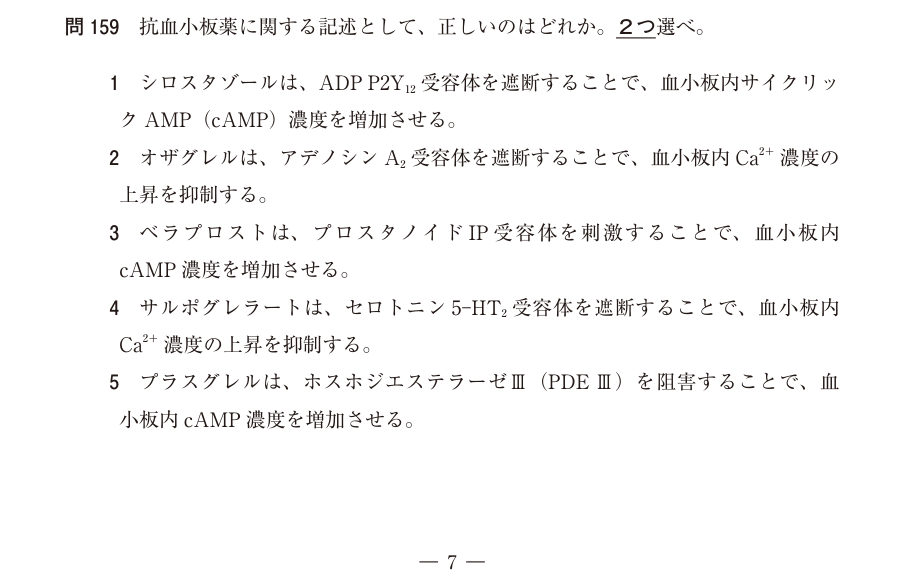 問 159 抗血小板薬に関する記述として、正しいのはどれか。2つ選べ。
1 シロスタゾールは、ADP P2Y₁₂ 受容体を遮断することで、血小板内サイクリッ
ク AMP（cAMP）濃度を増加させる。
2 オザグレルは、アデノシン A₂ 受容体を遮断することで、血小板内 Ca²⁺ 濃度の
上昇を抑制する。
3 ベラプロストは、プロスタノイド IP 受容体を刺激することで、血小板内
cAMP 濃度を増加させる。
4 サルポグレラートは、セロトニン 5-HT₂ 受容体を遮断することで、血小板内
Ca²⁺ 濃度の上昇を抑制する。
5 プラスグレルは、ホスホジエステラーゼⅢ（PDE Ⅲ）を阻害することで、血
小板内 cAMP 濃度を増加させる。
— 7 —